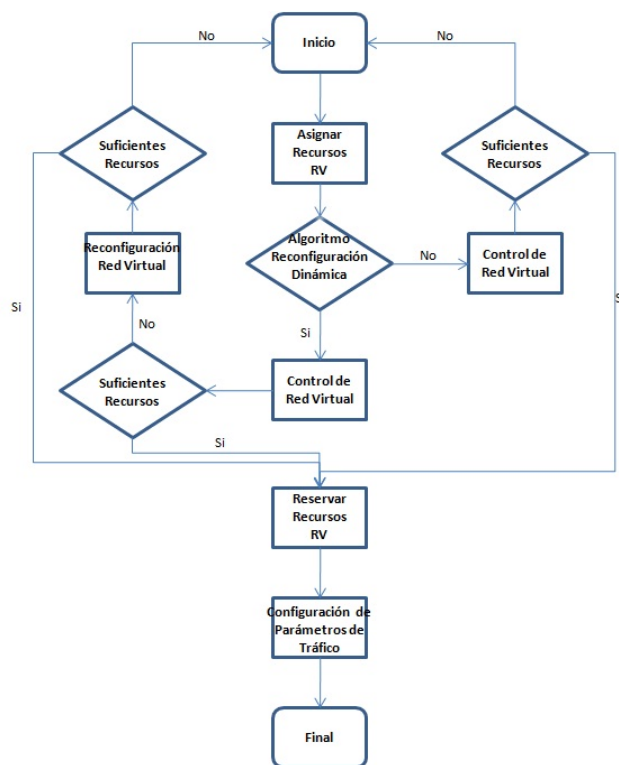 No
Inicio
No
Suficientes
Recursos
Asignar
Recursos
RV
Suficientes
Recursos
Reconfiguración
Red Virtual
Algoritmo
Reconfiguración
Dinámica
No
Control de
Red Virtual
Si
No
Si
S
Suficientes
Recursos
Control de
Red Virtual
Si
Reservar
Recursos
RV
Configuración de
Parámetros de
Tráfico
Final